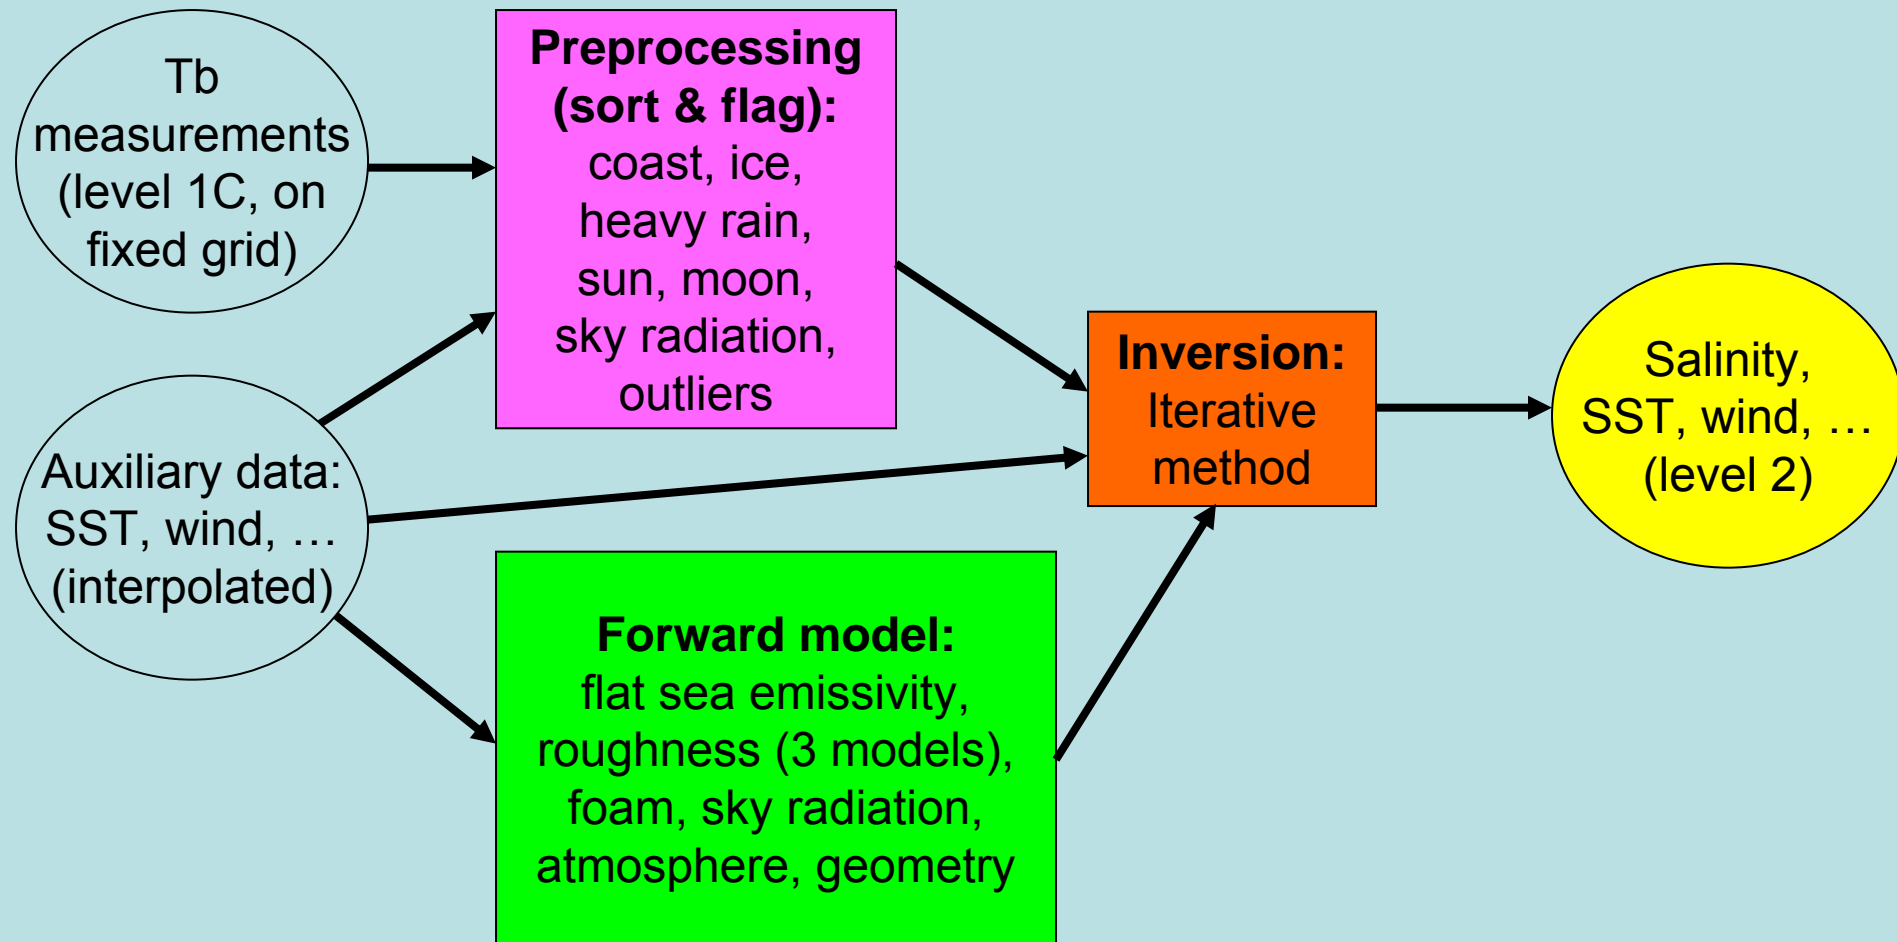 Tb
measurements
(level 1C, on
fixed grid)
Preprocessing
(sort & flag):
coast, ice,
heavy rain,
sun, moon,
sky radiation,
outliers
Auxiliary data:
SST, wind, …
(interpolated)
Forward model:
flat sea emissivity,
roughness (3 models),
foam, sky radiation,
atmosphere, geometry
Inversion:
Iterative
method
Salinity,
SST, wind, …
(level 2)